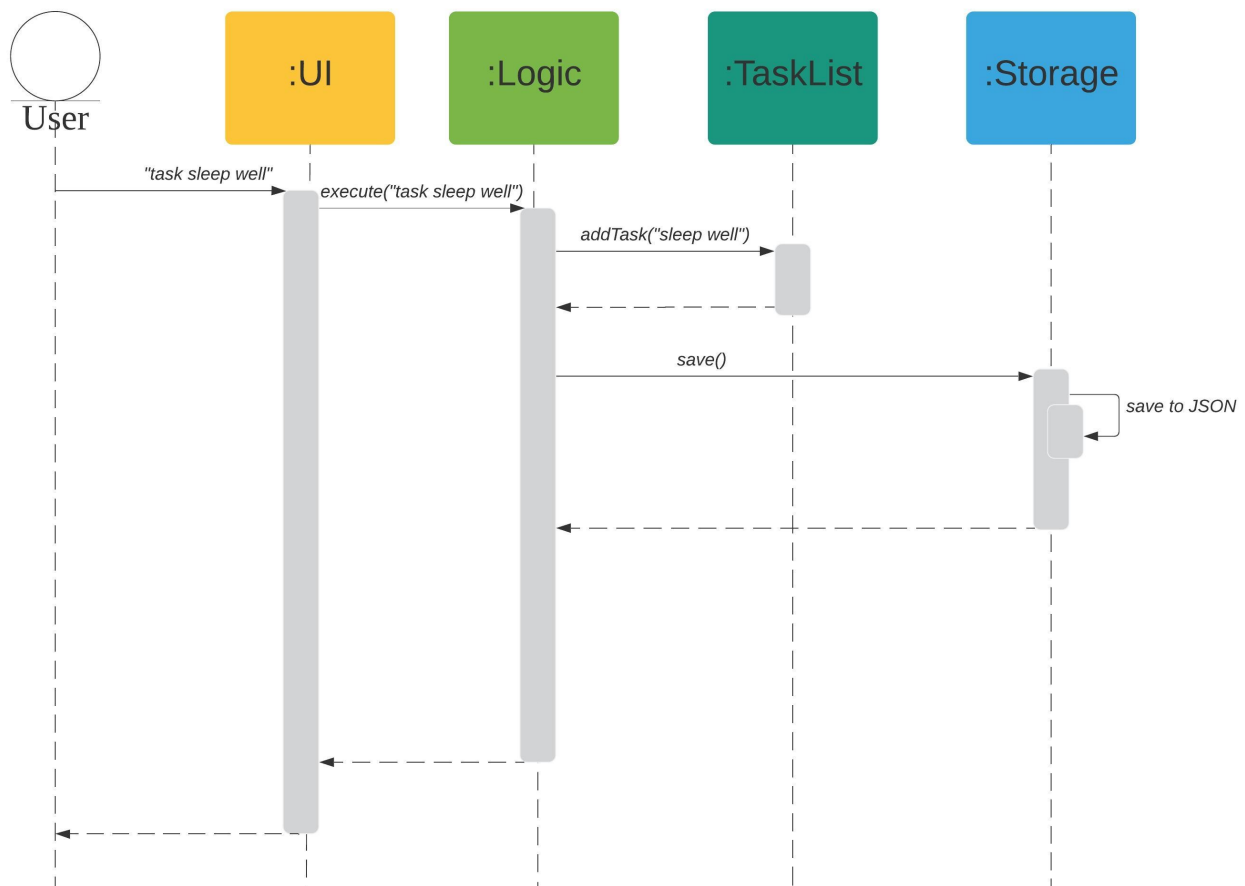 User
:UI
:Logic
:TaskList
:Storage
"task sleep well"
execute("task sleep well")
addTask("sleep well")
save()
save to JSON